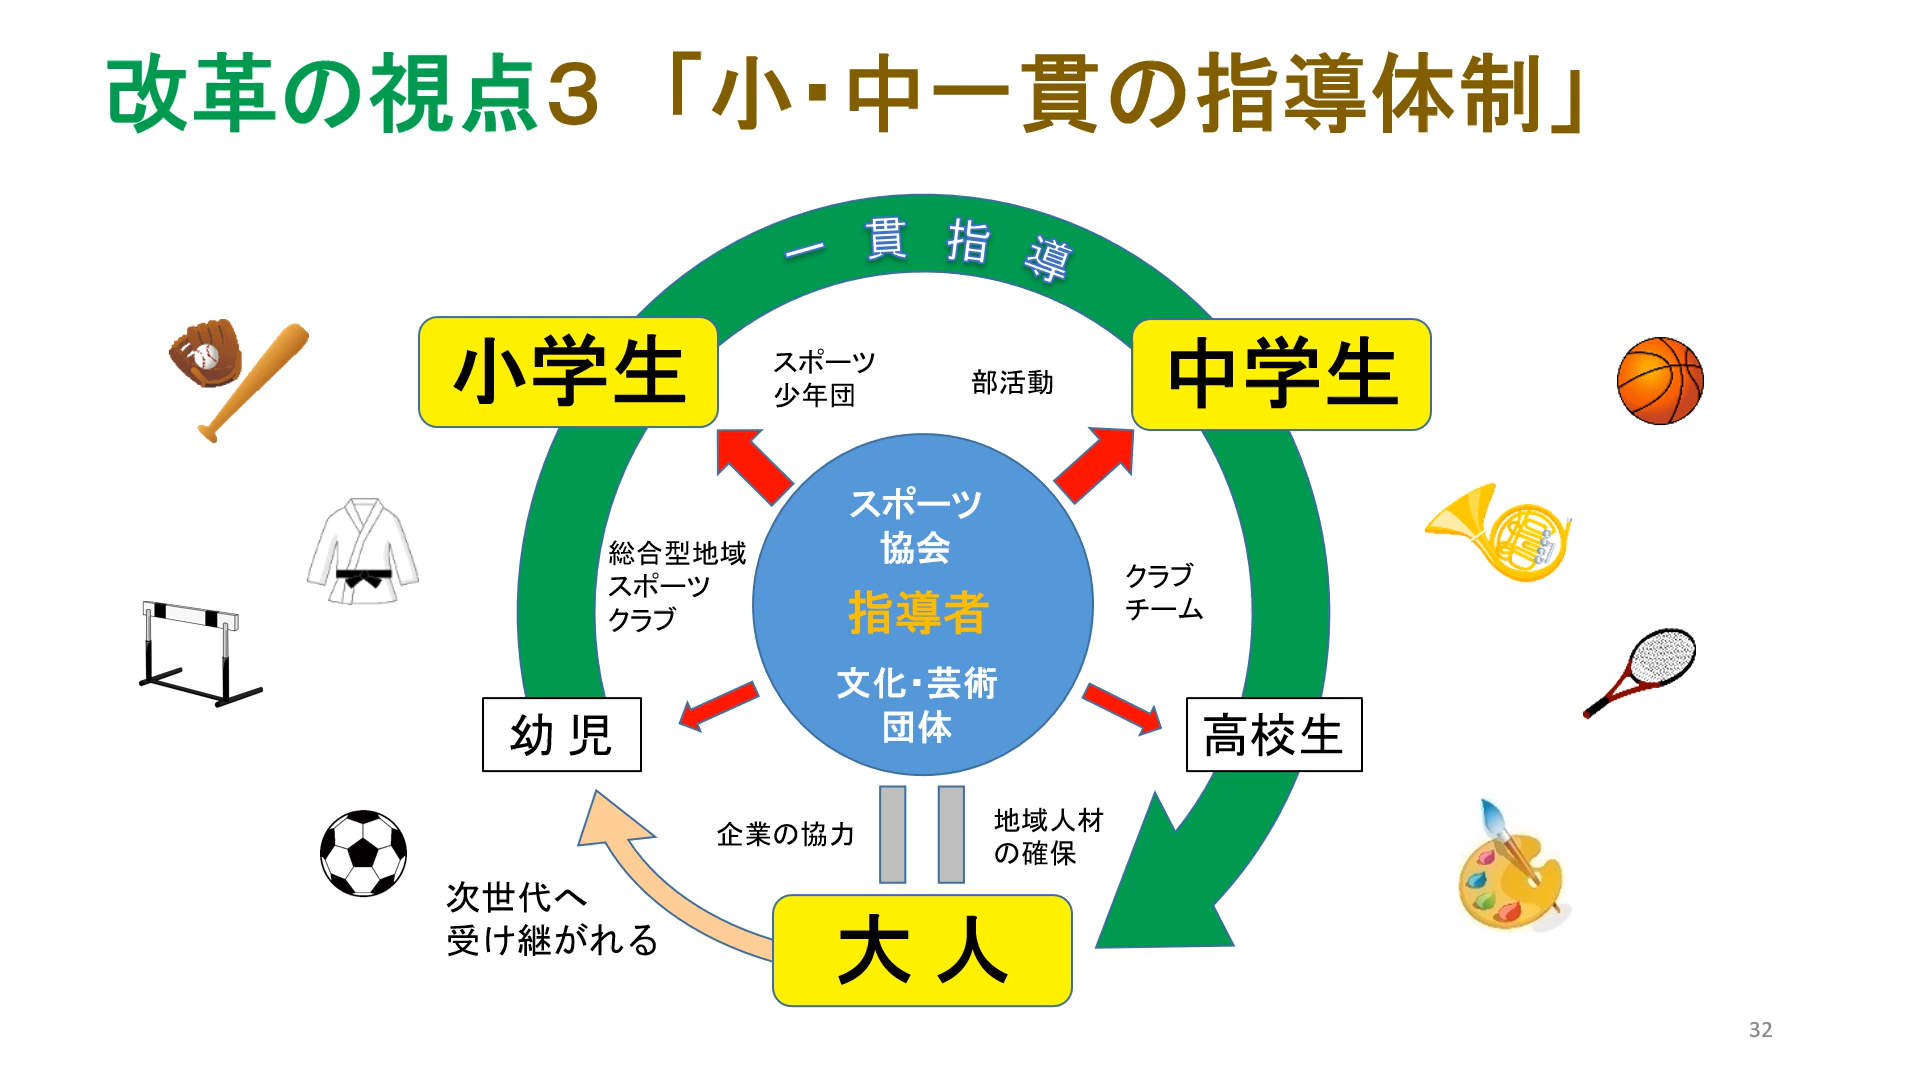 改革の視点３「小・中一貫の指導体制」
一貫指導
小学生
中学生
スポーツ
少年団
部活動
スポーツ
協会
指導者
文化・芸術
団体
総合型地域
スポーツ
クラブ
クラブ
チーム
幼 児
高校生
企業の協力
地域人材
の確保
次世代へ
受け継がれる
大 人
32